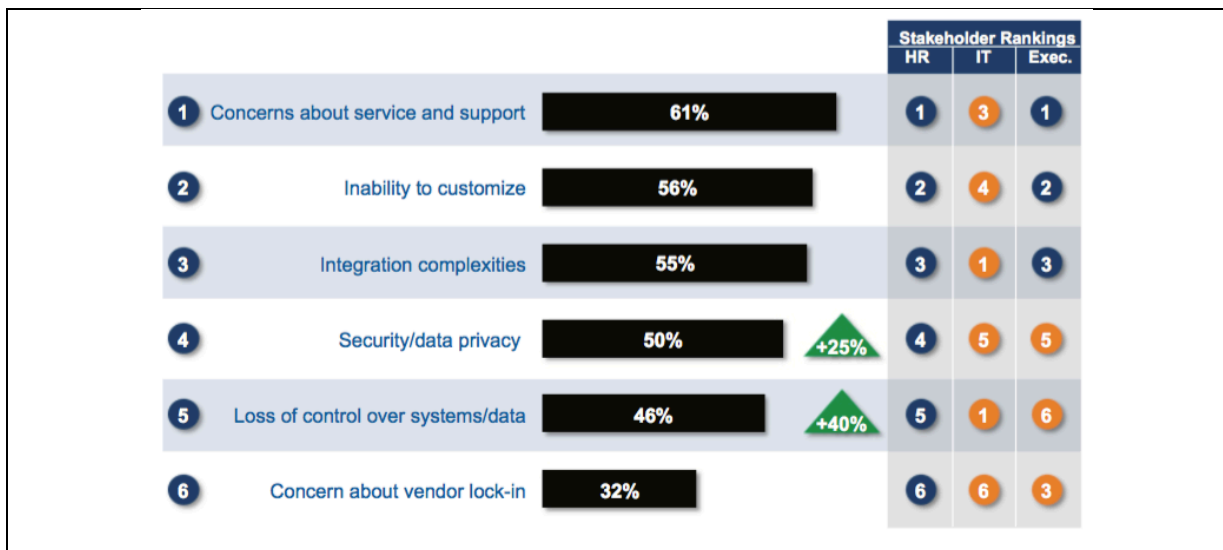 Stakeholder Rankings
HR IT Exec.
1 Concerns about service and support 61% 1 3 1
2 Inability to customize 56% 2 4 2
3 Integration complexities 55% 3 1 3
4 Security/data privacy 50% +25% 4 5 5
5 Loss of control over systems/data 46% +40% 5 1 6
6 Concern about vendor lock-in 32% 6 6 3